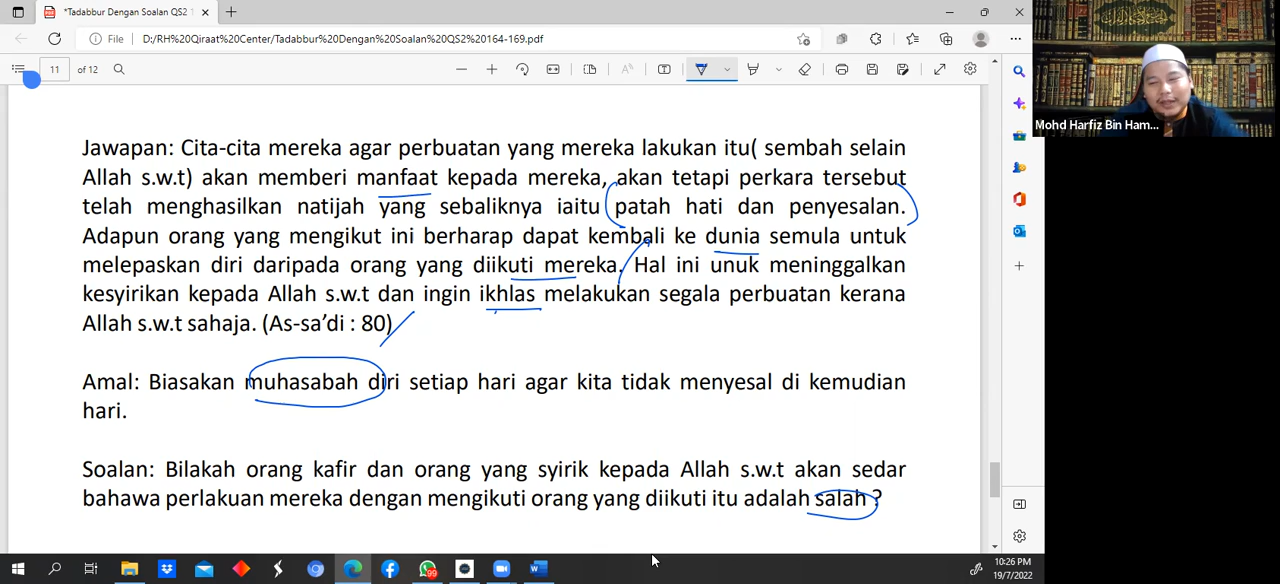 *Tadabbur Dengan Soalan QS2 1
File
D:/RH%20Qiraat%20Center/Tadabbur%20Dengan%20Soalan%20QS2%20164-169.pdf
11 of 12
Mohd Harfiz Bin Ham...
Jawapan: Cita-cita mereka agar perbuatan yang mereka lakukan itu( sembah selain
Allah s.w.t) akan memberi manfaat kepada mereka, akan tetapi perkara tersebut
telah menghasilkan natijah yang sebaliknya iaitu patah hati dan penyesalan.
Adapun orang yang mengikut ini berharap dapat kembali ke dunia semula untuk
melepaskan diri daripada orang yang diikuti mereka. Hal ini unuk meninggalkan
kesyirikan kepada Allah s.w.t dan ingin ikhlas melakukan segala perbuatan kerana
Allah s.w.t sahaja. (As-sa’di : 80)
Amal: Biasakan muhasabah diri setiap hari agar kita tidak menyesal di kemudian
hari.
Soalan: Bilakah orang kafir dan orang yang syirik kepada Allah s.w.t akan sedar
bahawa perlakuan mereka dengan mengikuti orang yang diikuti itu adalah salah ?
99
10:26 PM
19/7/2022